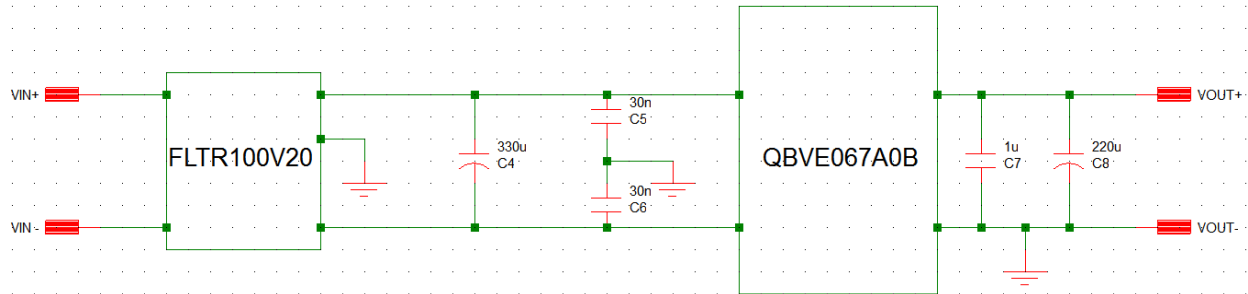 VIN+
VIN -
FLTR100V20
330u
C4
30n
C5
30n
C6
QBVE067A0B
1u
C7
220u
C8
VOUT+
VOUT-